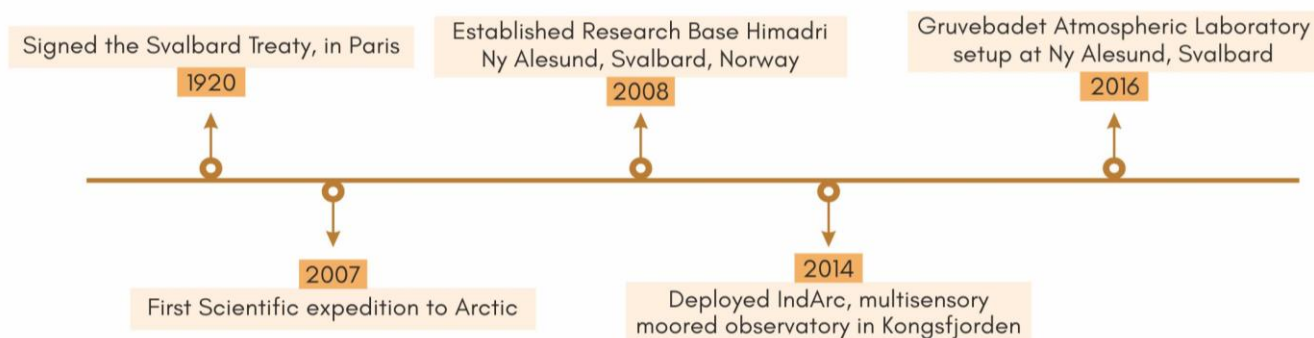 Signed the Svalbard Treaty, in Paris
1920
2007
First Scientific expedition to Arctic
Established Research Base Himadri
Ny Alesund, Svalbard, Norway
2008
2014
Deployed IndArc, multisensory
moored observatory in Kongsfjorden
Gruvebadet Atmospheric Laboratory
setup at Ny Alesund, Svalbard
2016